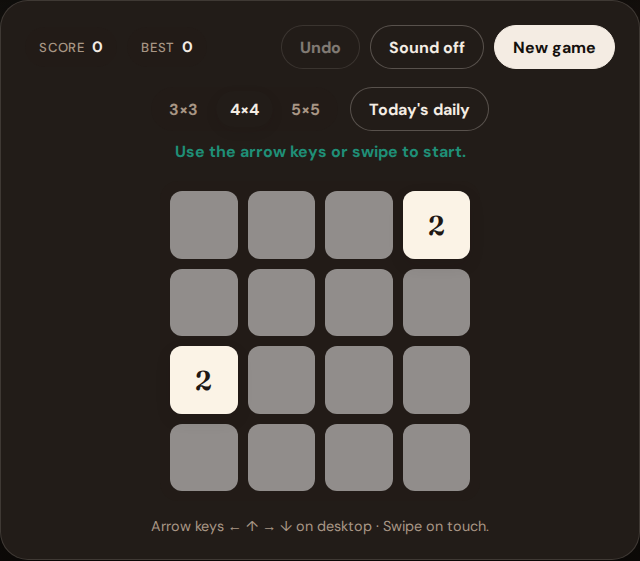 SCORE 0 BEST 0 Undo Sound off New game
3×3 4×4 5×5 Today's daily
Use the arrow keys or swipe to start.
2
2
Arrow keys ← ↑ → ↓ on desktop · Swipe on touch.